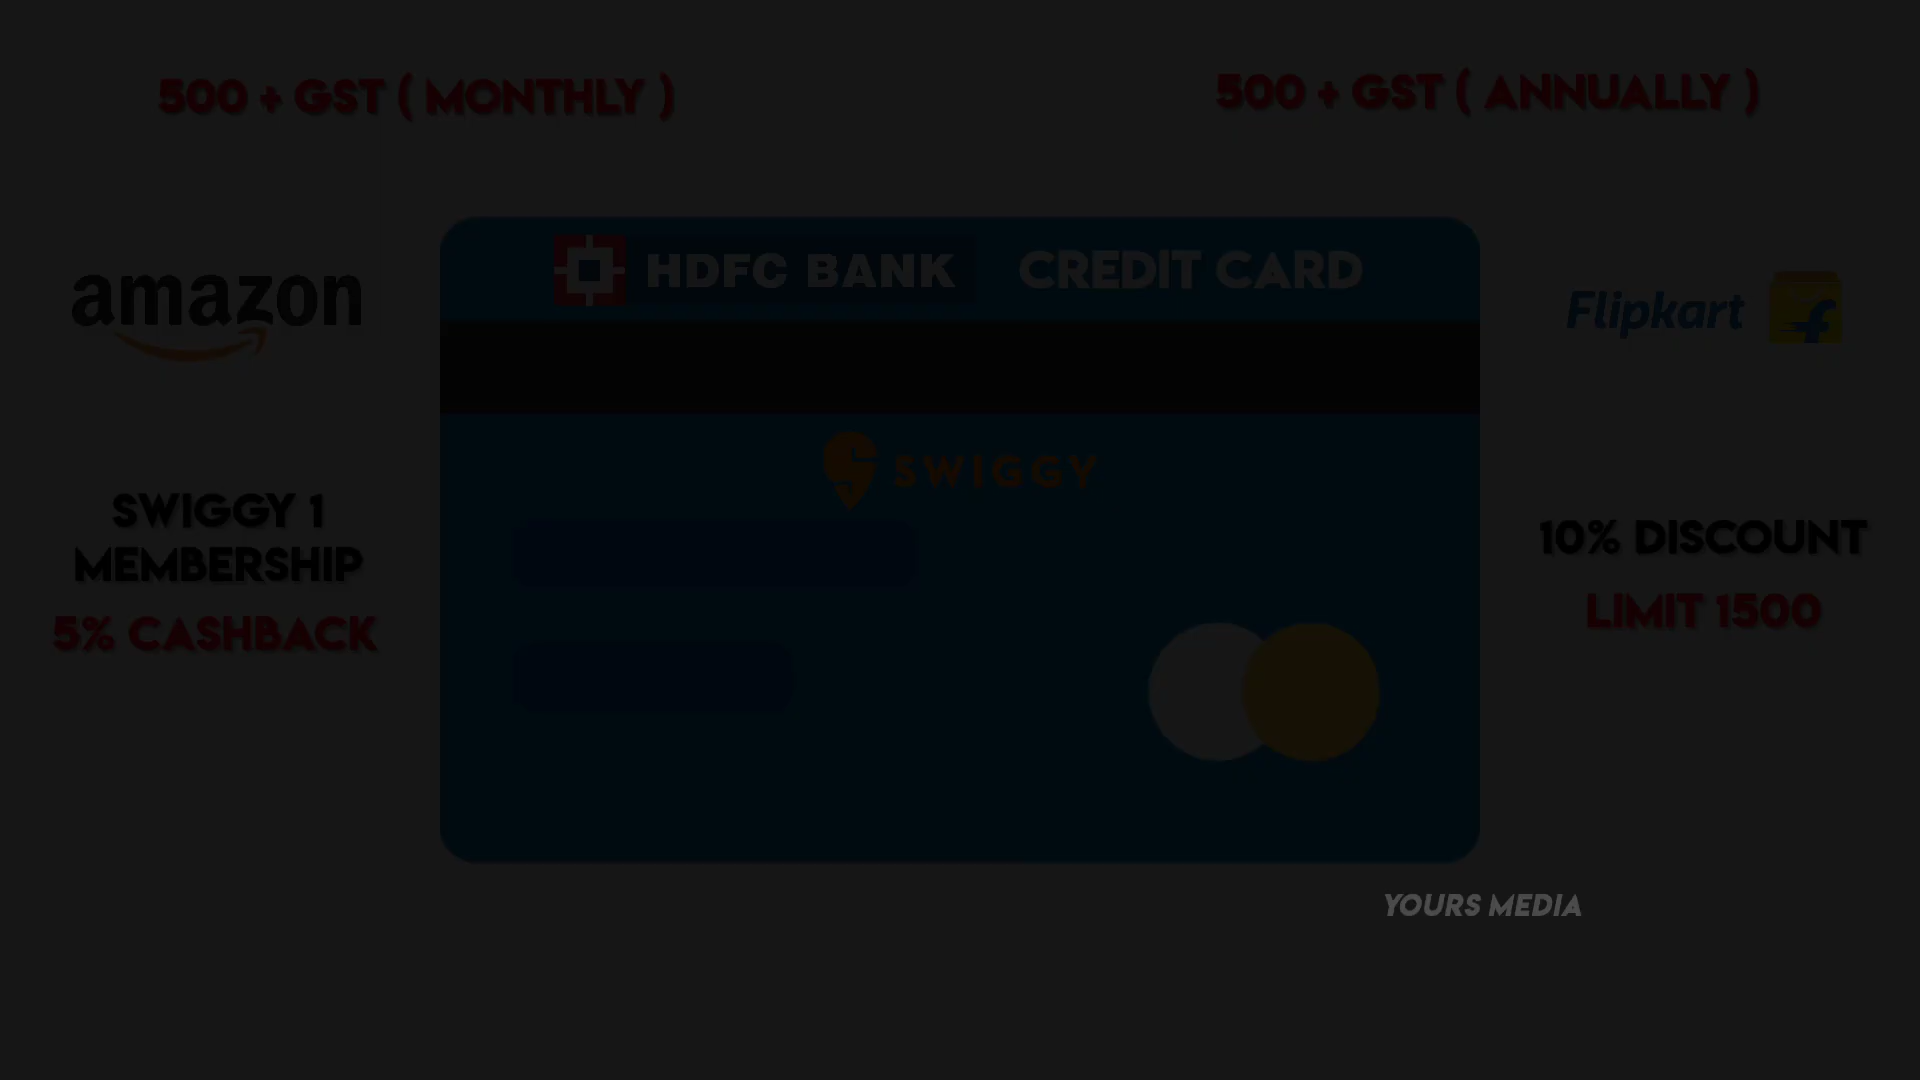 500 + GST ( MONTHLY )
500 + GST ( ANNUALLY )
HDFC BANK
CREDIT CARD
amazon
Flipkart
SWIGGY
SWIGGY 1
MEMBERSHIP
5% CASHBACK
10% DISCOUNT
LIMIT 1500
YOURS MEDIA